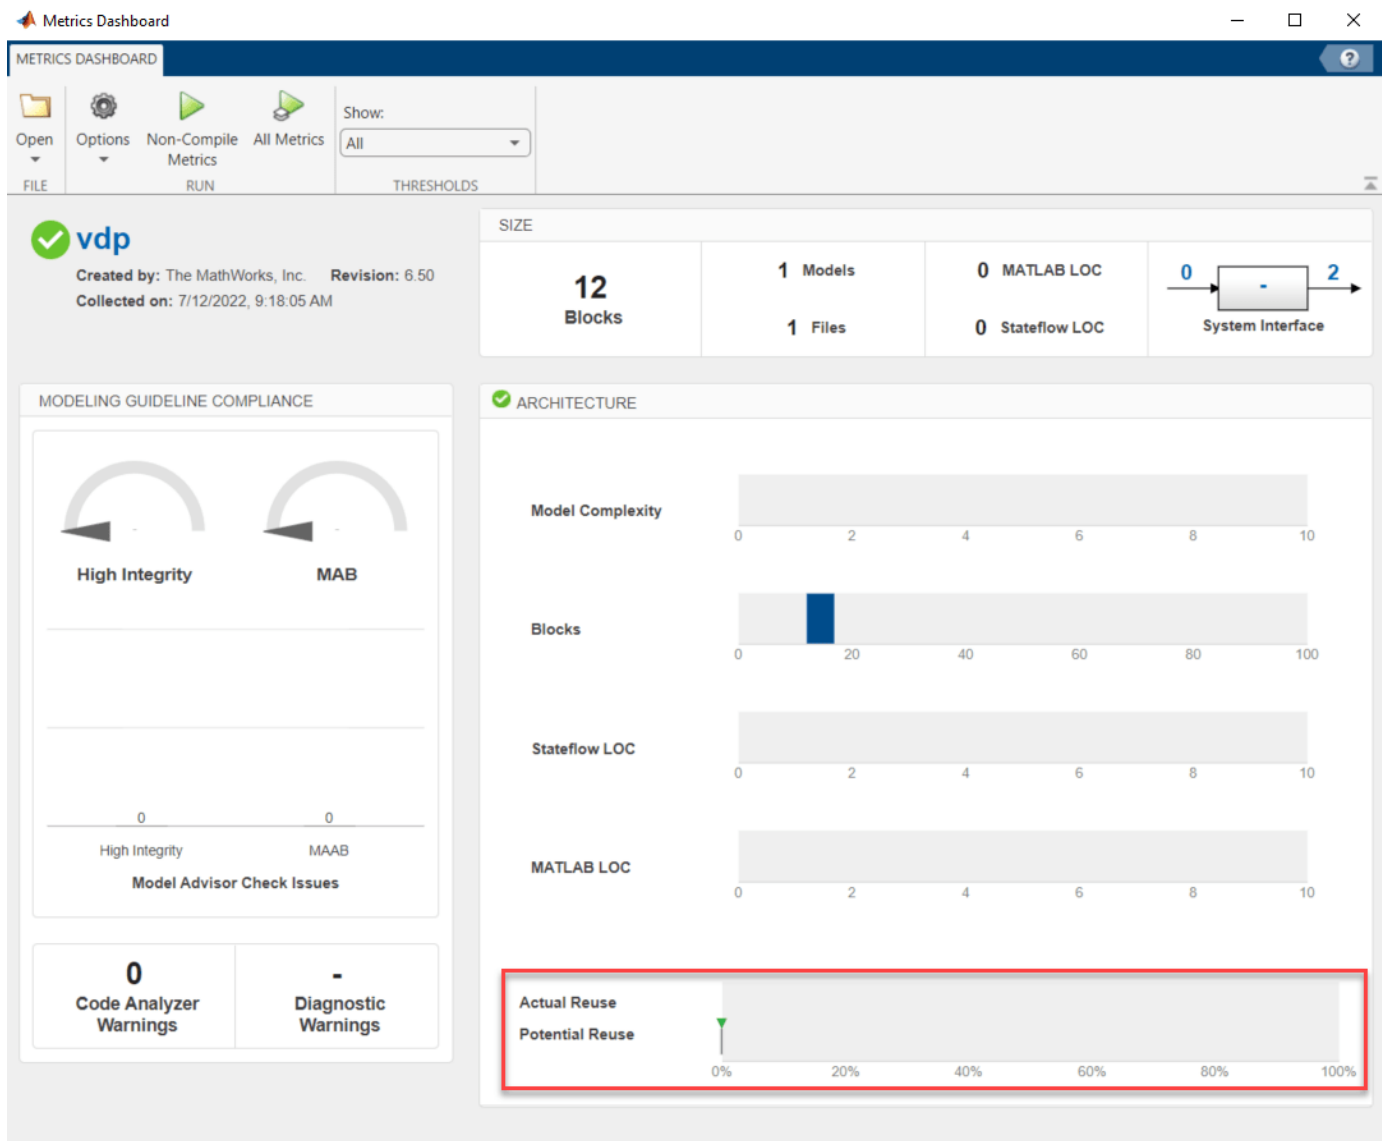 Metrics Dashboard
METRICS DASHBOARD
?
Open
Options
Non-Compile
Metrics
All Metrics
Show:
All
FILE
RUN
THRESHOLDS
vdp
Created by: The MathWorks, Inc. Revision: 6.50
Collected on: 7/12/2022, 9:18:05 AM
SIZE
12
Blocks
1 Models
1 Files
0 MATLAB LOC
0 Stateflow LOC
0 - 2
System Interface
MODELING GUIDELINE COMPLIANCE
- -
High Integrity MAB
0 0
High Integrity MAAB
Model Advisor Check Issues
0
Code Analyzer
Warnings
-
Diagnostic
Warnings
ARCHITECTURE
Model Complexity
0 2 4 6 8 10
Blocks
0 20 40 60 80 100
Stateflow LOC
0 2 4 6 8 10
MATLAB LOC
0 2 4 6 8 10
Actual Reuse
Potential Reuse
0% 20% 40% 60% 80% 100%